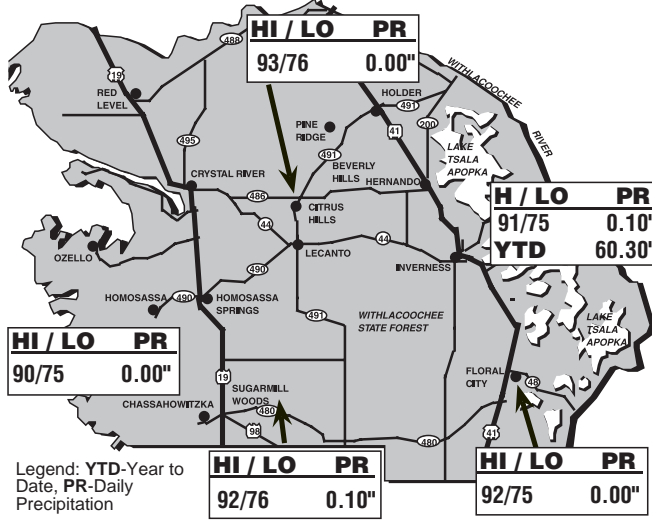 HI / LO PR
93/76 0.00"
488
19
RED
LEVEL
WITHLACOOCHEE
RIVER
HOLDER
491
200
41
PINE
RIDGE
495
491
BEVERLY
HILLS
LAKE
TSALA
APOPKA
CRYSTAL RIVER
HERNANDO
486
CITRUS
HILLS
H / LO PR
91/75 0.10"
YTD 60.30"
44
44
OZELLO
LECANTO
INVERNESS
490
HOMOSASSA
490
HOMOSASSA
SPRINGS
491
WITHLACOOCHEE
STATE FOREST
LAKE
TSALA
APOPKA
HI / LO PR
90/75 0.00"
19
SUGARMILL
WOODS
FLORAL
CITY
48
CHASSAHOWITZKA
480
98
480
41
Legend: YTD-Year to
Date, PR-Daily
Precipitation
HI / LO PR
92/76 0.10"
HI / LO PR
92/75 0.00"